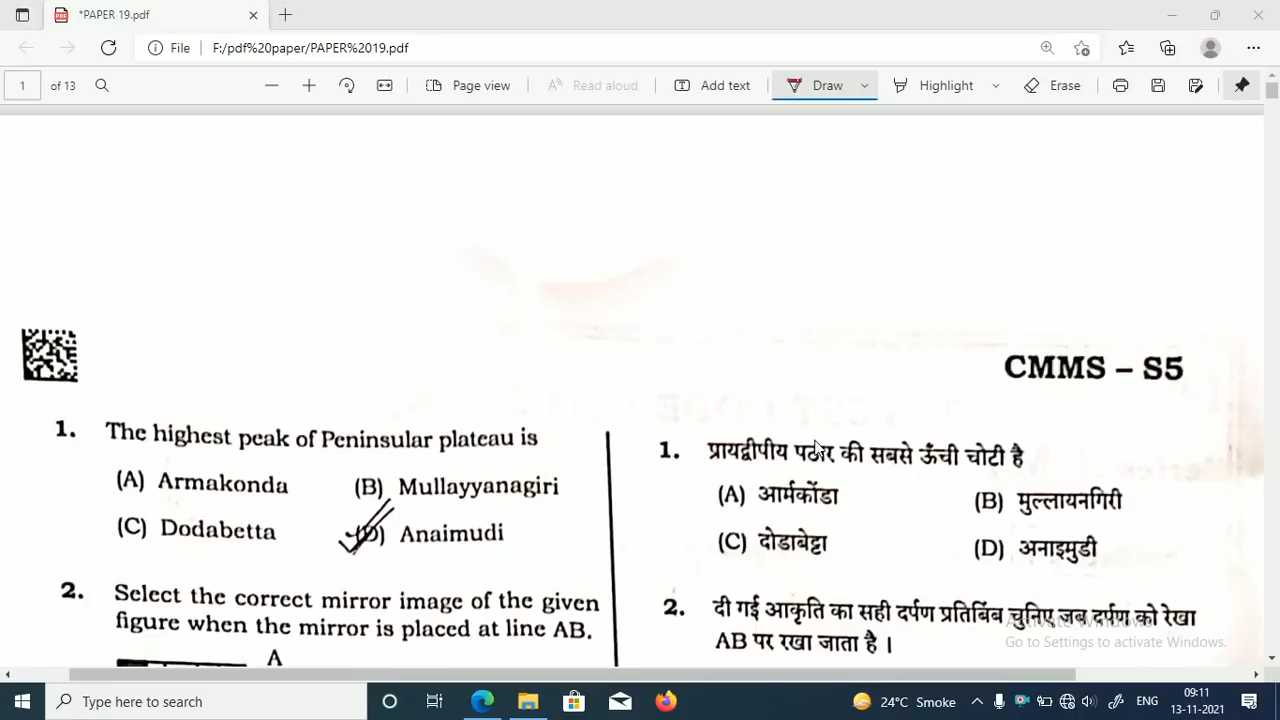 *PAPER 19.pdf
File F:/pdf%20paper/PAPER%2019.pdf
1 of 13 Page view Read aloud Add text Draw Highlight Erase
CMMS – S5
1. The highest peak of Peninsular plateau is
(A) Armakonda (B) Mullayyanagiri
(C) Dodabetta (D) Anaimudi
2. Select the correct mirror image of the given
figure when the mirror is placed at line AB.
A
1. प्रायद्वीपीय पठार की सबसे ऊँची चोटी है
(A) आर्मकोंडा (B) मुल्लायनगिरी
(C) दोडाबेट्टा (D) अनाइमुडी
2. दी गई आकृति का सही दर्पण प्रतिबिंब चुनिए जब दर्पण को रेखा
AB पर रखा जाता है ।
Activate Windows
Go to Settings to activate Windows.
Type here to search 24°C Smoke ENG 09:11
13-11-2021